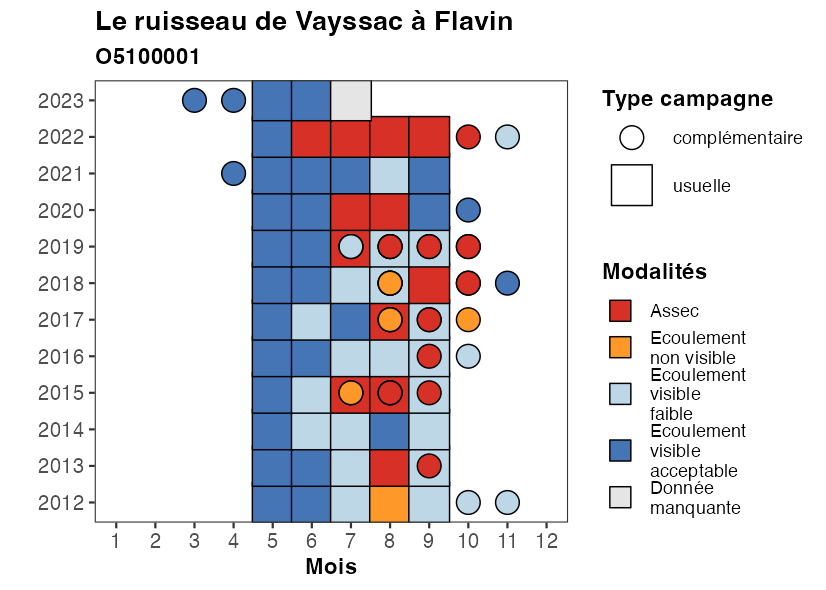 Le ruisseau de Vayssac à Flavin
O5100001
2023
2022
2021
2020
2019
2018
2017
2016
2015
2014
2013
2012
1 2 3 4 5 6 7 8 9 10 11 12
Mois
Type campagne
complémentaire
usuelle
Modalités
Assec
Ecoulement
non visible
Ecoulement
visible
faible
Ecoulement
visible
acceptable
Donnée
manquante